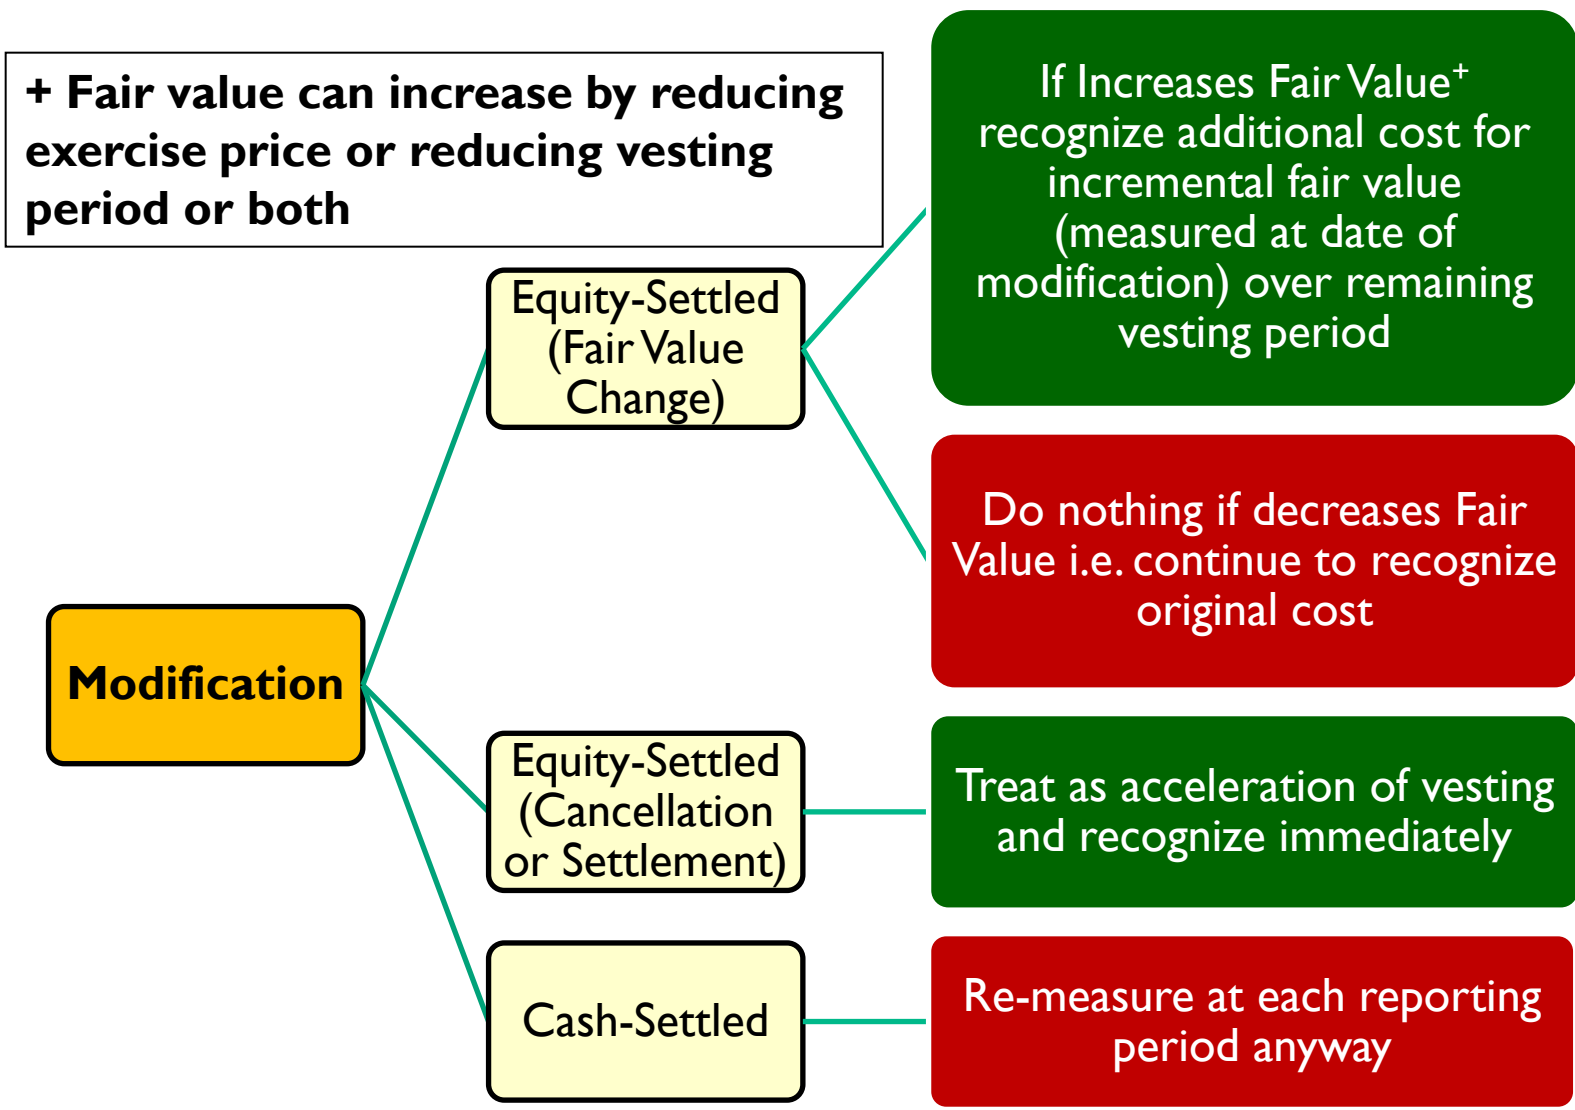 + Fair value can increase by reducing
exercise price or reducing vesting
period or both
If Increases Fair Value⁺
recognize additional cost for
incremental fair value
(measured at date of
modification) over remaining
vesting period
Equity-Settled
(Fair Value
Change)
Do nothing if decreases Fair
Value i.e. continue to recognize
original cost
Modification
Equity-Settled
(Cancellation
or Settlement)
Treat as acceleration of vesting
and recognize immediately
Cash-Settled
Re-measure at each reporting
period anyway